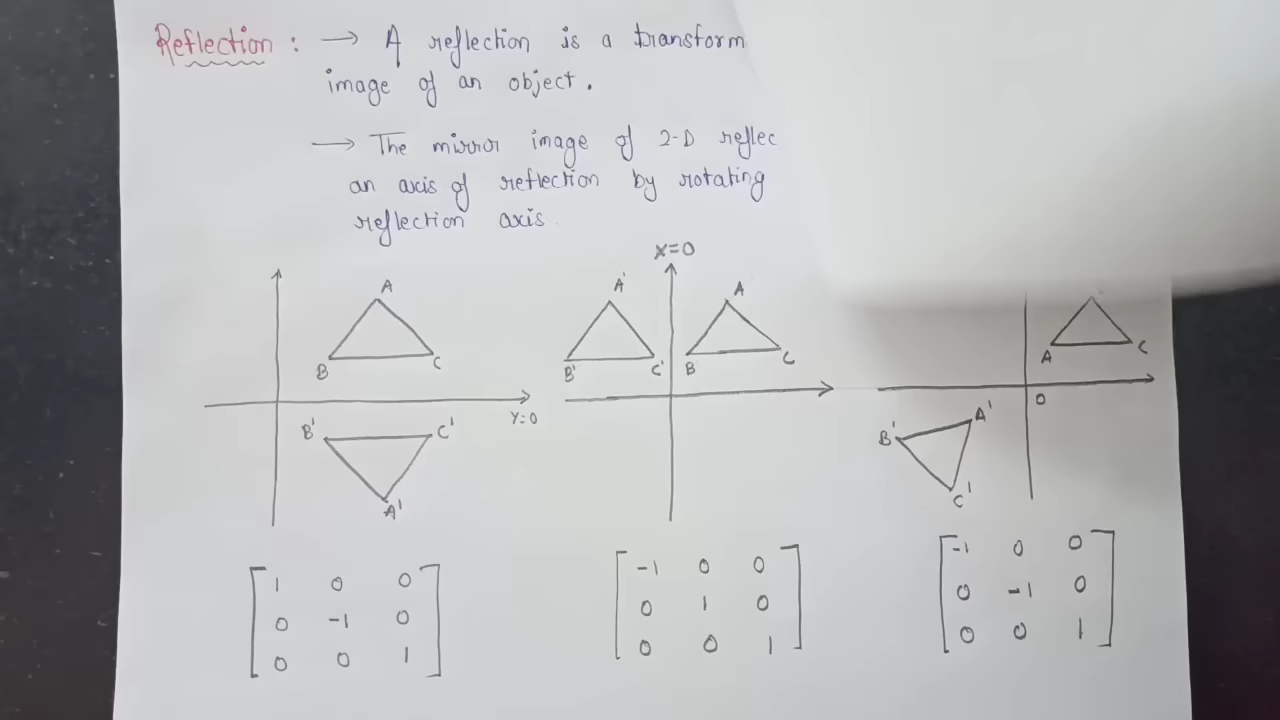 Reflection : → A reflection is a transform
image of an object.
→ The mirror image of 2-D reflec
an axis of reflection by rotating
reflection axis.
A
B C
Y=0
B' C'
A'
X=0
A' A
B' C' B C
A C
O
A'
B'
C'
1 0 0
0 -1 0
0 0 1
-1 0 0
0 1 0
0 0 1
-1 0 0
0 -1 0
0 0 1